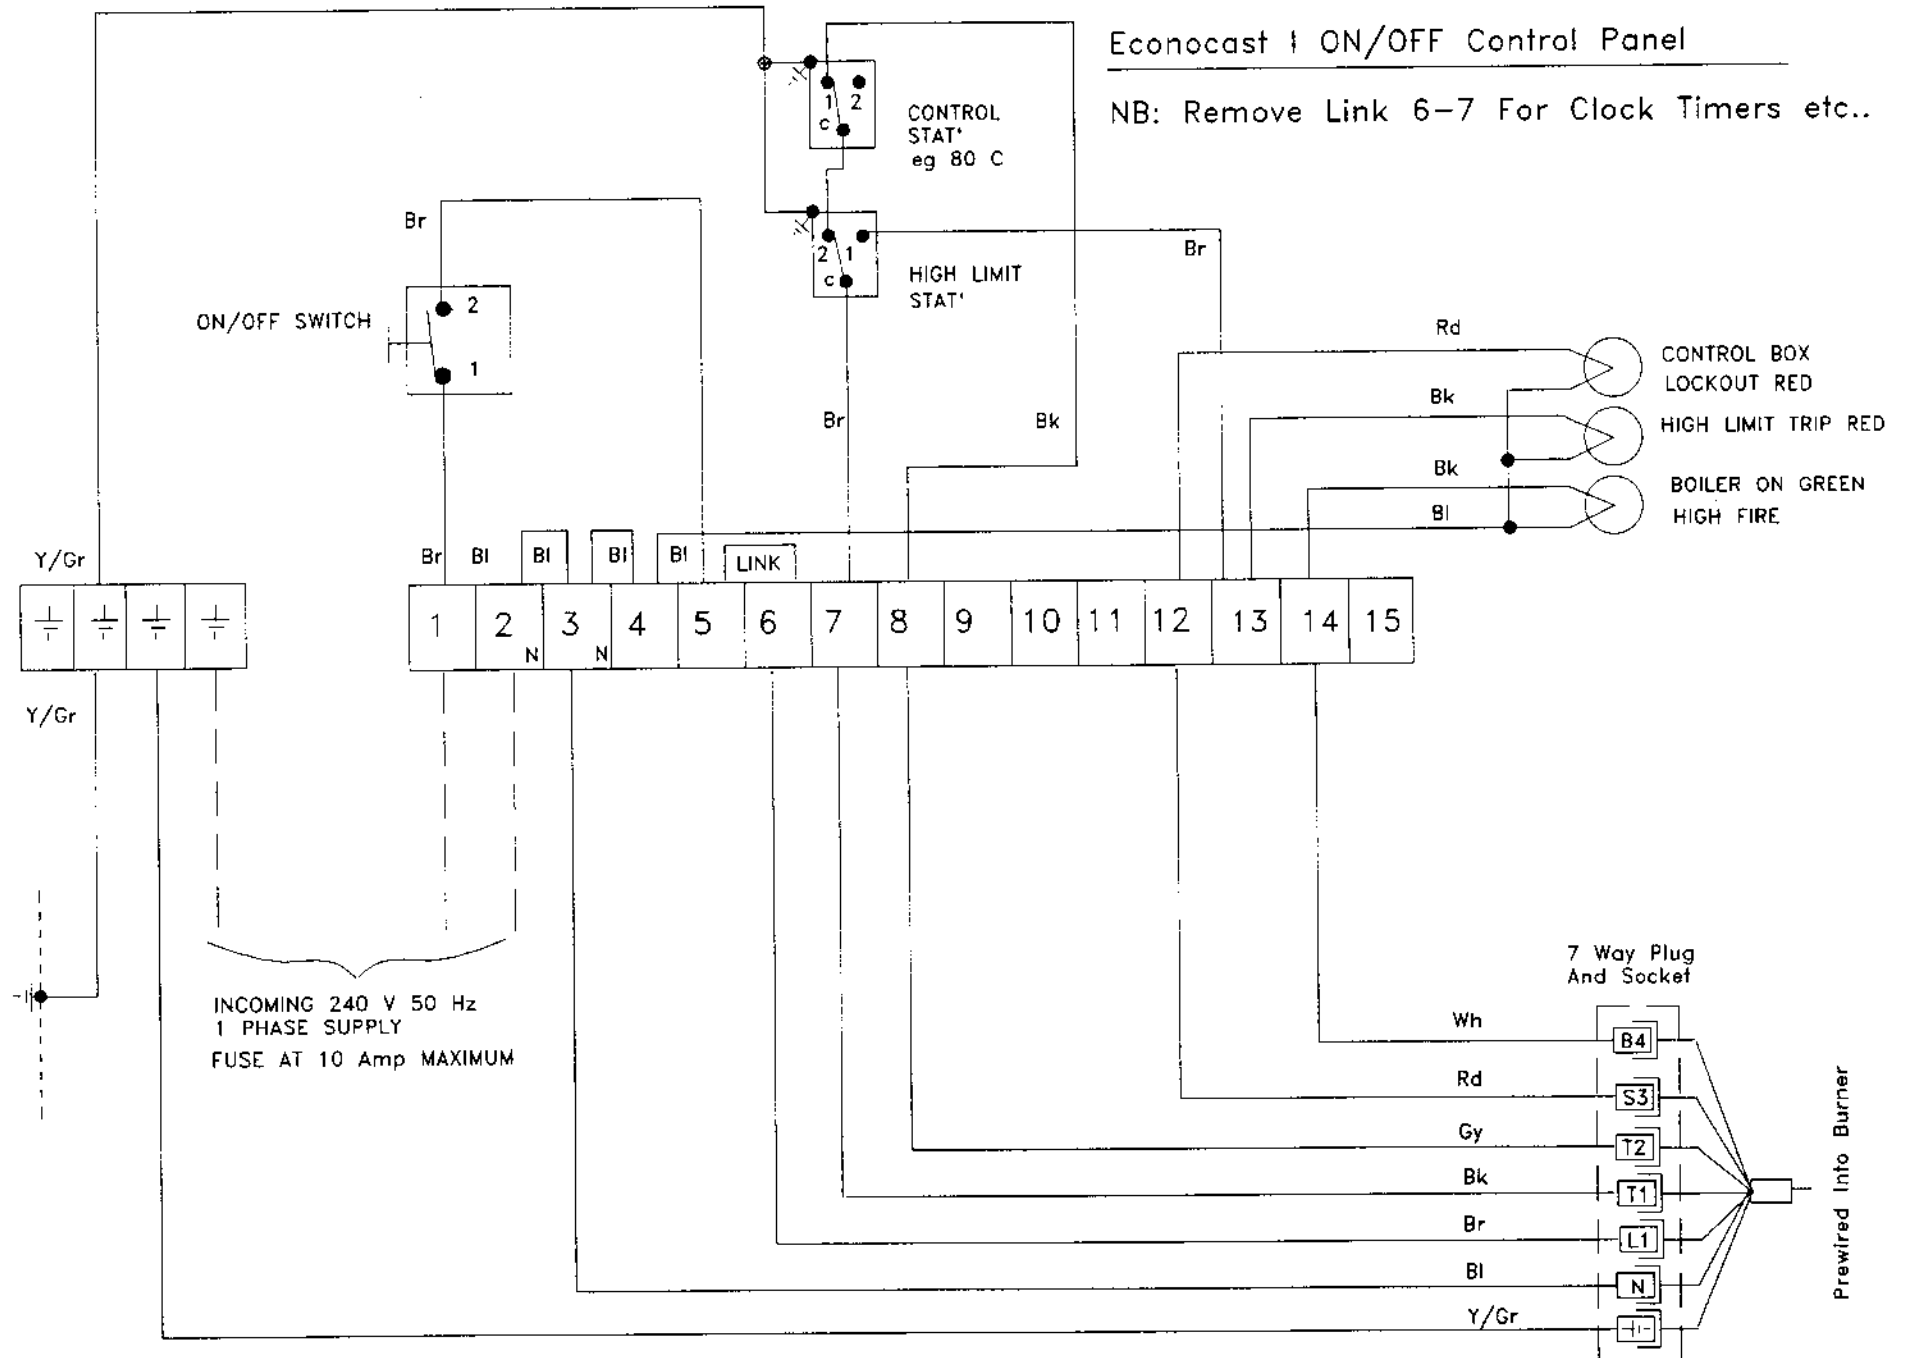 Econocast I ON/OFF Control Panel
NB: Remove Link 6-7 For Clock Timers etc..
1 2
c
CONTROL
STAT'
eg 80 C
2 1
c
HIGH LIMIT
STAT'
Br
Br
ON/OFF SWITCH
2
1
Rd
CONTROL BOX
LOCKOUT RED
Bk
HIGH LIMIT TRIP RED
Br
Bk
Bk
BOILER ON GREEN
HIGH FIRE
Bl
Y/Gr
Br Bl Bl Bl Bl LINK
1 2 3 4 5 6 7 8 9 10 11 12 13 14 15
N N
Y/Gr
INCOMING 240 V 50 Hz
1 PHASE SUPPLY
FUSE AT 10 Amp MAXIMUM
7 Way Plug
And Socket
Wh B4
Rd S3
Gy T2
Bk T1
Br L1
Bl N
Y/Gr
Prewired Into Burner